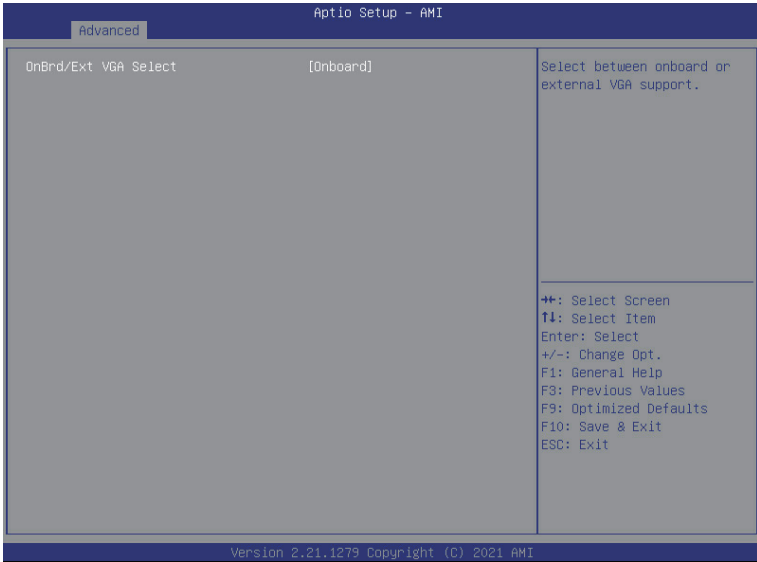 Aptio Setup - AMI
Advanced
OnBrd/Ext VGA Select [Onboard]
Select between onboard or
external VGA support.
→←: Select Screen
↑↓: Select Item
Enter: Select
+/-: Change Opt.
F1: General Help
F3: Previous Values
F9: Optimized Defaults
F10: Save & Exit
ESC: Exit
Version 2.21.1279 Copyright (C) 2021 AMI